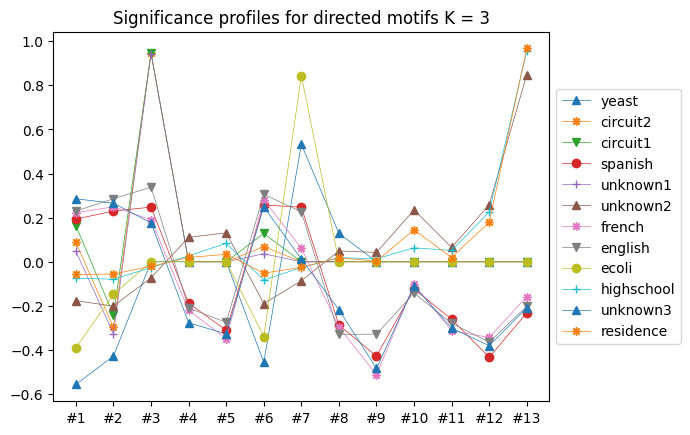 Significance profiles for directed motifs K = 3
1.0
0.8
0.6
0.4
0.2
0.0
−0.2
−0.4
−0.6
#1 #2 #3 #4 #5 #6 #7 #8 #9 #10 #11 #12 #13
yeast
circuit2
circuit1
spanish
unknown1
unknown2
french
english
ecoli
highschool
unknown3
residence